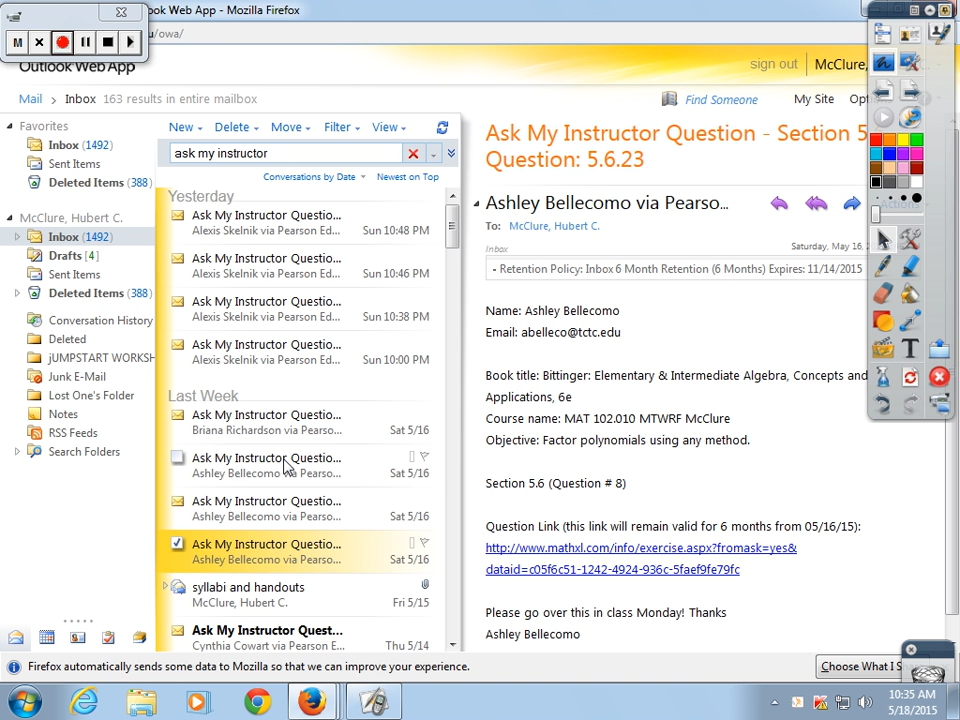 ook Web App - Mozilla Firefox
M
u/owa/
Outlook Web App
sign out
McClure,
Mail > Inbox 163 results in entire mailbox
Find Someone
My Site
Favorites
Inbox (1492)
Sent Items
Deleted Items (388)
McClure, Hubert C.
Inbox (1492)
Drafts [4]
Sent Items
Deleted Items (388)
Conversation History
Deleted
jUMPSTART WORKSH
Junk E-Mail
Lost One's Folder
Notes
RSS Feeds
Search Folders
New Delete Move Filter View
ask my instructor
Conversations by Date Newest on Top
Yesterday
Ask My Instructor Questio...
Alexis Skelnik via Pearson Ed... Sun 10:48 PM
Ask My Instructor Questio...
Alexis Skelnik via Pearson Ed... Sun 10:46 PM
Ask My Instructor Questio...
Alexis Skelnik via Pearson Ed... Sun 10:38 PM
Ask My Instructor Questio...
Alexis Skelnik via Pearson Ed... Sun 10:00 PM
Last Week
Ask My Instructor Questio...
Briana Richardson via Pearso... Sat 5/16
Ask My Instructor Questio...
Ashley Bellecomo via Pearso... Sat 5/16
Ask My Instructor Questio...
Ashley Bellecomo via Pearso... Sat 5/16
Ask My Instructor Questio...
Ashley Bellecomo via Pearso... Sat 5/16
syllabi and handouts
McClure, Hubert C. Fri 5/15
Ask My Instructor Quest...
Cynthia Cowart via Pearson E... Thu 5/14
Ask My Instructor Question - Section 5
Question: 5.6.23
Ashley Bellecomo via Pearso...
To: McClure, Hubert C.
Inbox
Saturday, May 16,
- Retention Policy: Inbox 6 Month Retention (6 Months) Expires: 11/14/2015
Name: Ashley Bellecomo
Email: abelleco@tctc.edu
Book title: Bittinger: Elementary & Intermediate Algebra, Concepts and
Applications, 6e
Course name: MAT 102.010 MTWRF McClure
Objective: Factor polynomials using any method.
Section 5.6 (Question # 8)
Question Link (this link will remain valid for 6 months from 05/16/15):
http://www.mathxl.com/info/exercise.aspx?fromask=yes&
dataid=c05f6c51-1242-4924-936c-5faef9fe79fc
Please go over this in class Monday! Thanks
Ashley Bellecomo
Firefox automatically sends some data to Mozilla so that we can improve your experience.
Choose What I
10:35 AM
5/18/2015